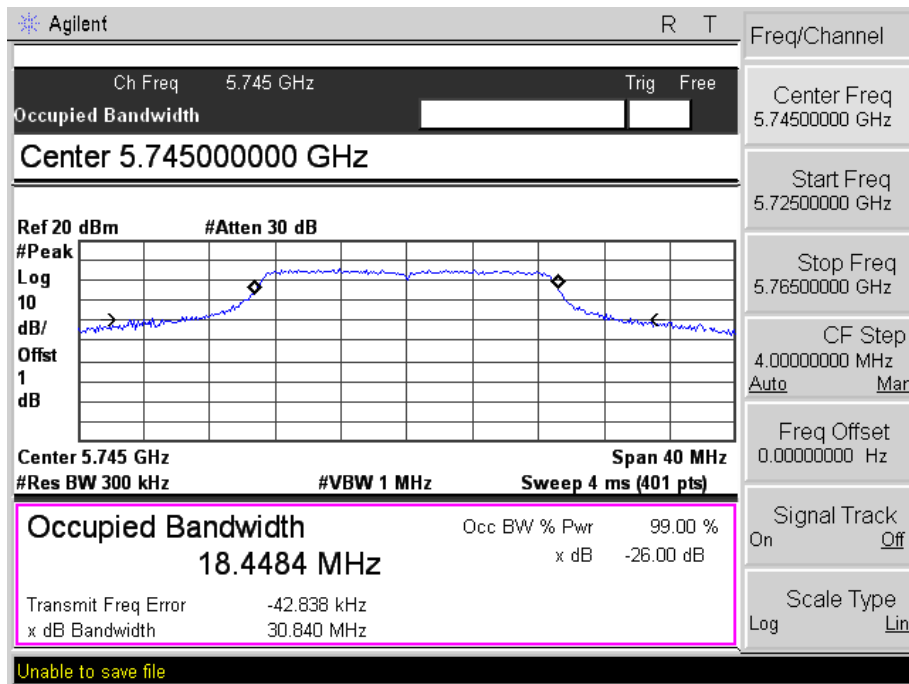 Agilent
R T
Freq/Channel
Ch Freq 5.745 GHz Trig Free
Occupied Bandwidth
Center 5.745000000 GHz
Center Freq
5.74500000 GHz
Start Freq
5.72500000 GHz
Stop Freq
5.76500000 GHz
CF Step
4.00000000 MHz
Auto Man
Freq Offset
0.00000000 Hz
Signal Track
On Off
Scale Type
Log Lin
Ref 20 dBm #Atten 30 dB
#Peak
Log
10
dB/
Offst
1
dB
Center 5.745 GHz Span 40 MHz
#Res BW 300 kHz #VBW 1 MHz Sweep 4 ms (401 pts)
Occupied Bandwidth
18.4484 MHz
Occ BW % Pwr 99.00 %
x dB -26.00 dB
Transmit Freq Error -42.838 kHz
x dB Bandwidth 30.840 MHz
Unable to save file